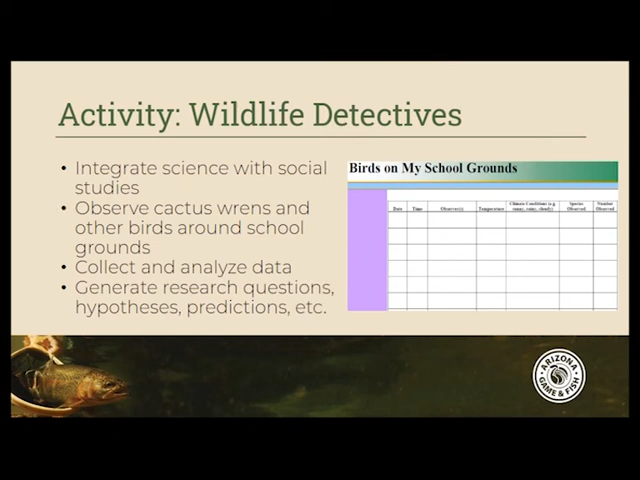 Activity: Wildlife Detectives
• Integrate science with social
studies
• Observe cactus wrens and
other birds around school
grounds
• Collect and analyze data
• Generate research questions,
hypotheses, predictions, etc.
Birds on My School Grounds
Date Time Observer(s) Temperature Climate Conditions (e.g. Species Number
sunny, rainy, cloudy) Observed Observed
ARIZONA
GAME & FISH